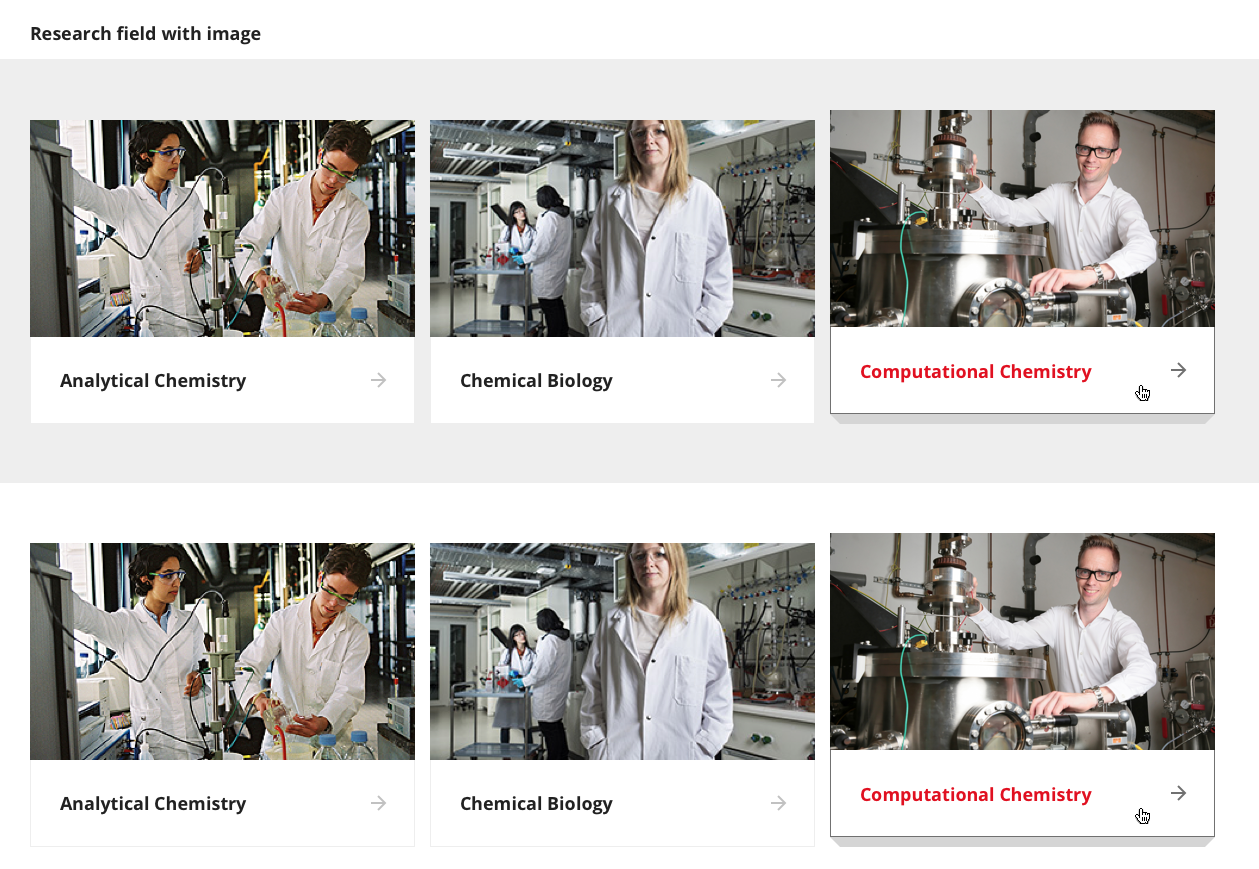 Research field with image
Analytical Chemistry
Chemical Biology
Computational Chemistry
Analytical Chemistry
Chemical Biology
Computational Chemistry